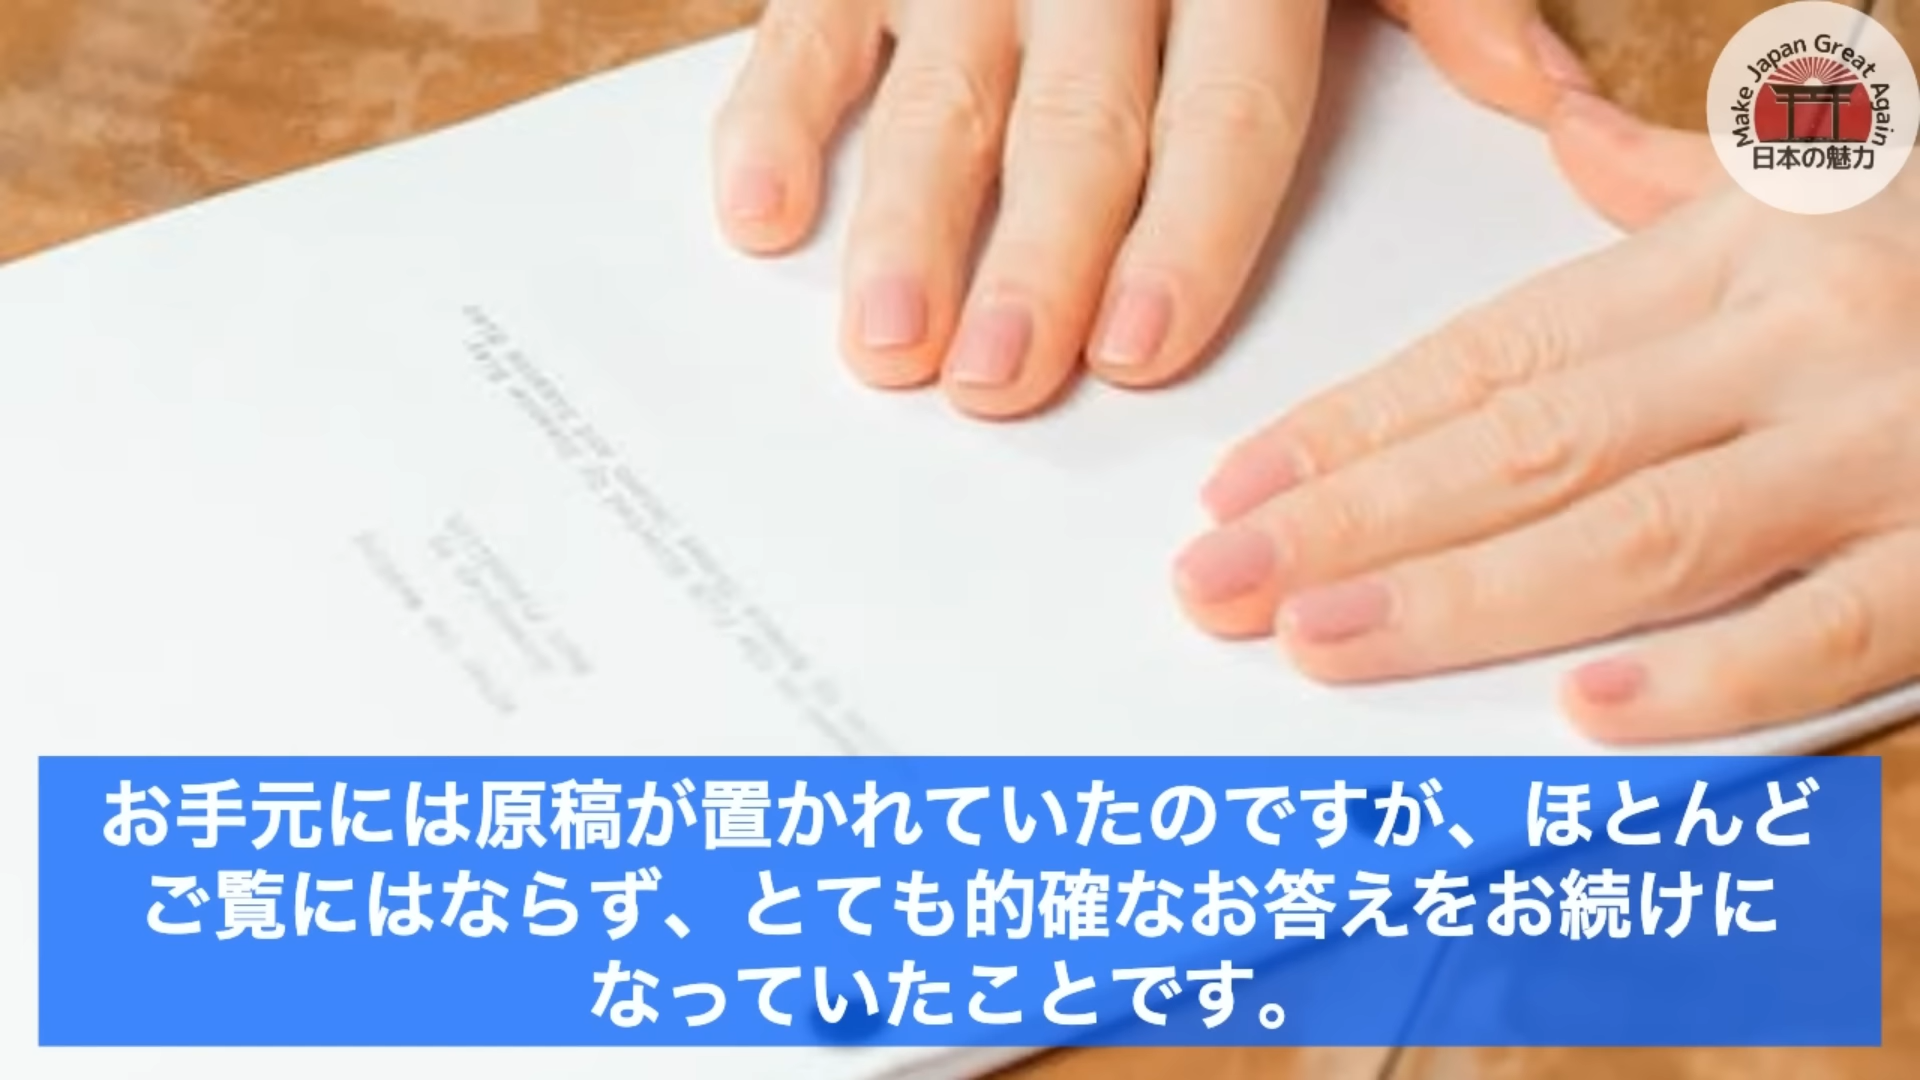 Make Japan Great Again
日本の魅力
お手元には原稿が置かれていたのですが、ほとんど
ご覧にはならず、とても的確なお答えをお続けに
なっていたことです。